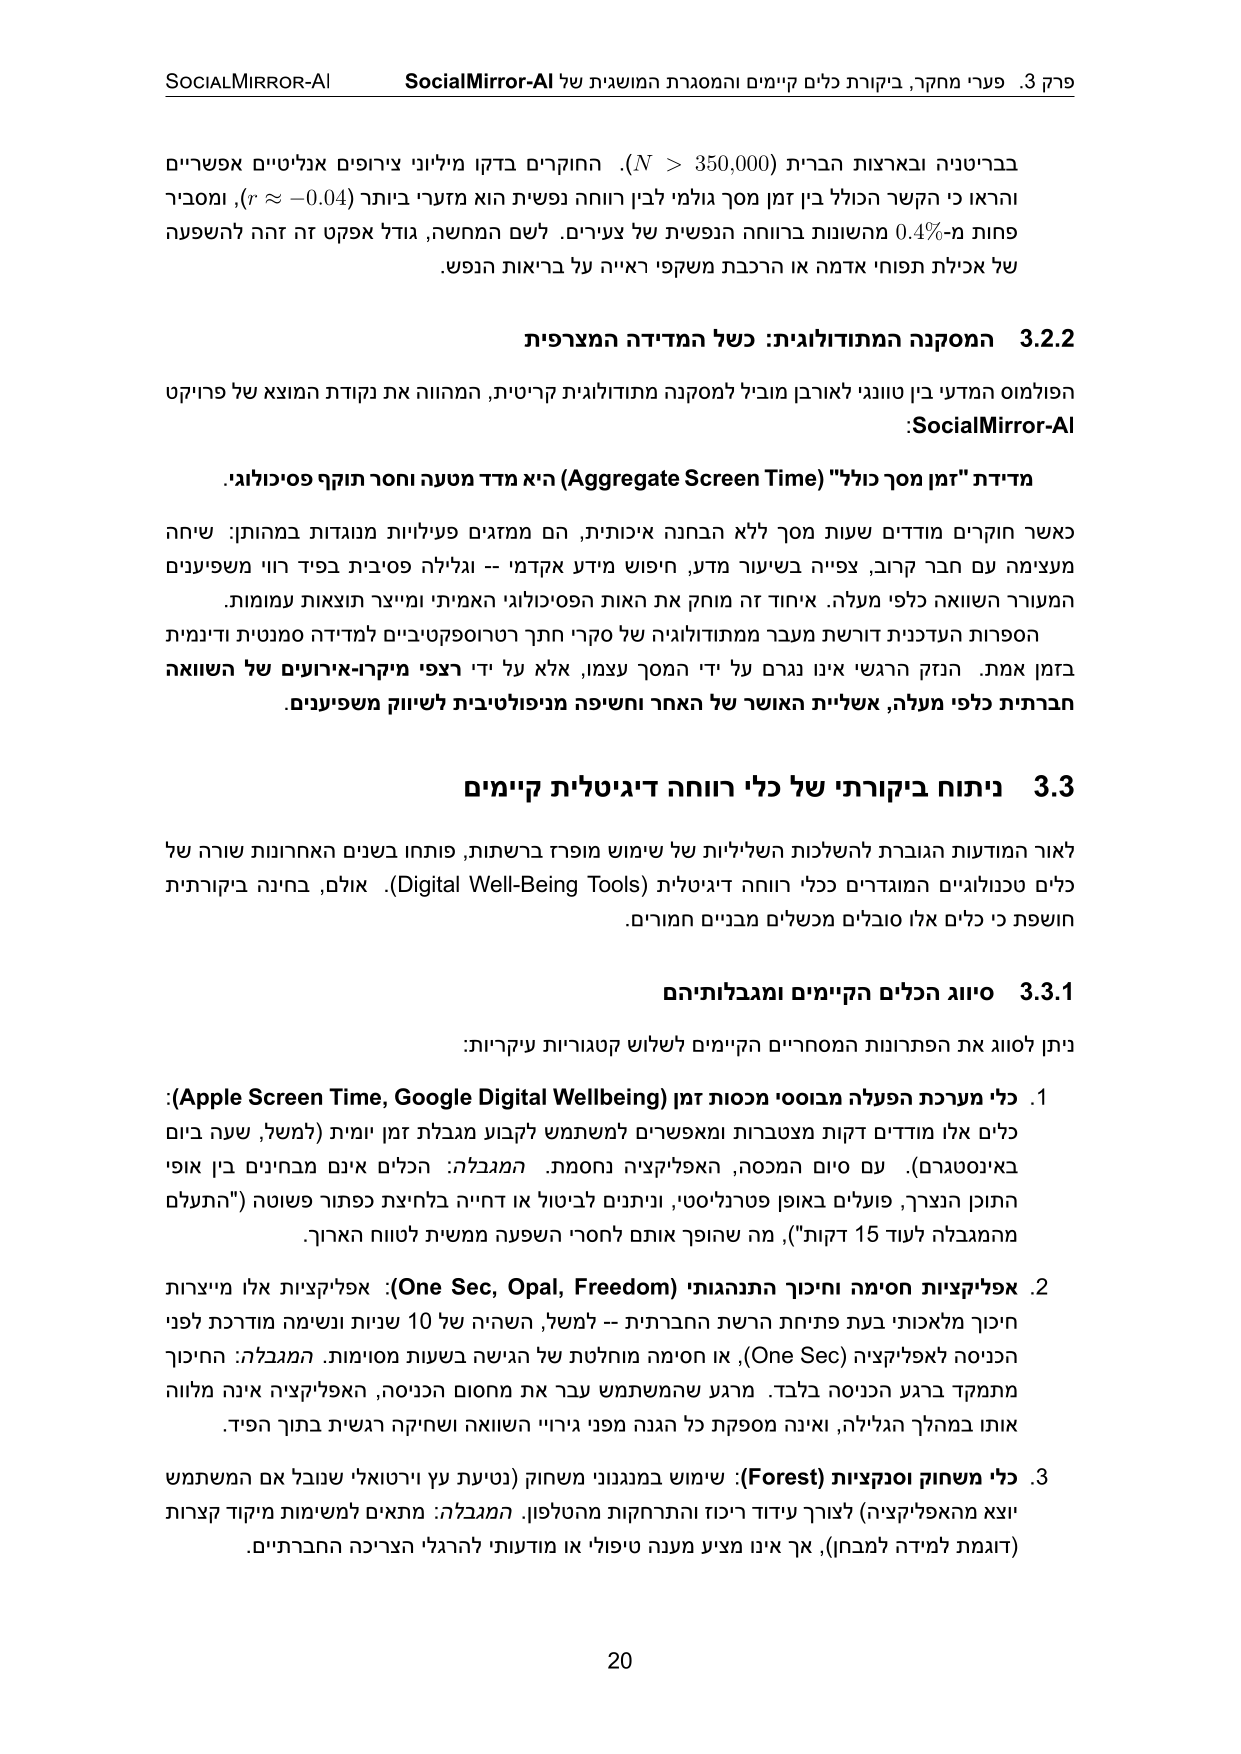 פרק 3. פערי מחקר, ביקורת כלים קיימים והמסגרת המושגית של SocialMirror-AI SOCIALMIRROR-AI
בבריטניה ובארצות הברית (N > 350,000). החוקרים בדקו מיליוני צירופים אנליטיים אפשריים
והראו כי הקשר הכולל בין זמן מסך גולמי לבין רווחה נפשית הוא מזערי ביותר (r ≈ −0.04), ומסביר
פחות מ-0.4% מהשונות ברווחה הנפשית של צעירים. לשם המחשה, גודל אפקט זה זהה להשפעה
של אכילת תפוחי אדמה או הרכבת משקפי ראייה על בריאות הנפש.
3.2.2 המסקנה המתודולוגית: כשל המדידה המצרפית
הפולמוס המדעי בין טוונגי לאורבן מוביל למסקנה מתודולוגית קריטית, המהווה את נקודת המוצא של פרויקט
SocialMirror-AI:
מדידת "זמן מסך כולל" (Aggregate Screen Time) היא מדד מטעה וחסר תוקף פסיכולוגי.
כאשר חוקרים מודדים שעות מסך ללא הבחנה איכותית, הם ממזגים פעילויות מנוגדות במהותן: שיחה
מעצימה עם חבר קרוב, צפייה בשיעור מדע, חיפוש מידע אקדמי -- וגלילה פסיבית בפיד רווי משפיענים
המעורר השוואה כלפי מעלה. איחוד זה מוחק את האות הפסיכולוגי האמיתי ומייצר תוצאות עמומות.
הספרות העדכנית דורשת מעבר ממתודולוגיה של סקרי חתך רטרוספקטיביים למדידה סמנטית ודינמית
בזמן אמת. הנזק הרגשי אינו נגרם על ידי המסך עצמו, אלא על ידי רצפי מיקרו-אירועים של השוואה
חברתית כלפי מעלה, אשליית האושר של האחר וחשיפה מניפולטיבית לשיווק משפיענים.
3.3 ניתוח ביקורתי של כלי רווחה דיגיטלית קיימים
לאור המודעות הגוברת להשלכות השליליות של שימוש מופרז ברשתות, פותחו בשנים האחרונות שורה של
כלים טכנולוגיים המוגדרים ככלי רווחה דיגיטלית (Digital Well-Being Tools). אולם, בחינה ביקורתית
חושפת כי כלים אלו סובלים מכשלים מבניים חמורים.
3.3.1 סיווג הכלים הקיימים ומגבלותיהם
ניתן לסווג את הפתרונות המסחריים הקיימים לשלוש קטגוריות עיקריות:
1. כלי מערכת הפעלה מבוססי מכסות זמן (Apple Screen Time, Google Digital Wellbeing):
כלים אלו מודדים דקות מצטברות ומאפשרים למשתמש לקבוע מגבלת זמן יומית (למשל, שעה ביום
באינסטגרם). עם סיום המכסה, האפליקציה נחסמת. המגבלה: הכלים אינם מבחינים בין אופי
התוכן הנצרך, פועלים באופן פטרנליסטי, וניתנים לביטול או דחייה בלחיצת כפתור פשוטה ("התעלם
מהמגבלה לעוד 15 דקות"), מה שהופך אותם לחסרי השפעה ממשית לטווח הארוך.
2. אפליקציות חסימה וחיכוך התנהגותי (One Sec, Opal, Freedom): אפליקציות אלו מייצרות
חיכוך מלאכותי בעת פתיחת הרשת החברתית -- למשל, השהיה של 10 שניות ונשימה מודרכת לפני
הכניסה לאפליקציה (One Sec), או חסימה מוחלטת של הגישה בשעות מסוימות. המגבלה: החיכוך
מתמקד ברגע הכניסה בלבד. מרגע שהמשתמש עבר את מחסום הכניסה, האפליקציה אינה מלווה
אותו במהלך הגלילה, ואינה מספקת כל הגנה מפני גירויי השוואה ושחיקה רגשית בתוך הפיד.
3. כלי משחוק וסנקציות (Forest): שימוש במנגנוני משחוק (נטיעת עץ וירטואלי שנובל אם המשתמש
יוצא מהאפליקציה) לצורך עידוד ריכוז והתרחקות מהטלפון. המגבלה: מתאים למשימות מיקוד קצרות
(דוגמת למידה למבחן), אך אינו מציע מענה טיפולי או מודעותי להרגלי הצריכה החברתיים.
20